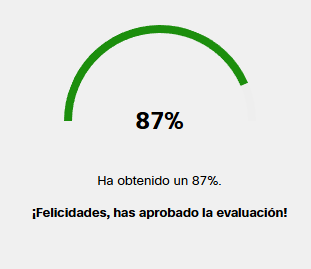 87%
Ha obtenido un 87%.
¡Felicidades, has aprobado la evaluación!